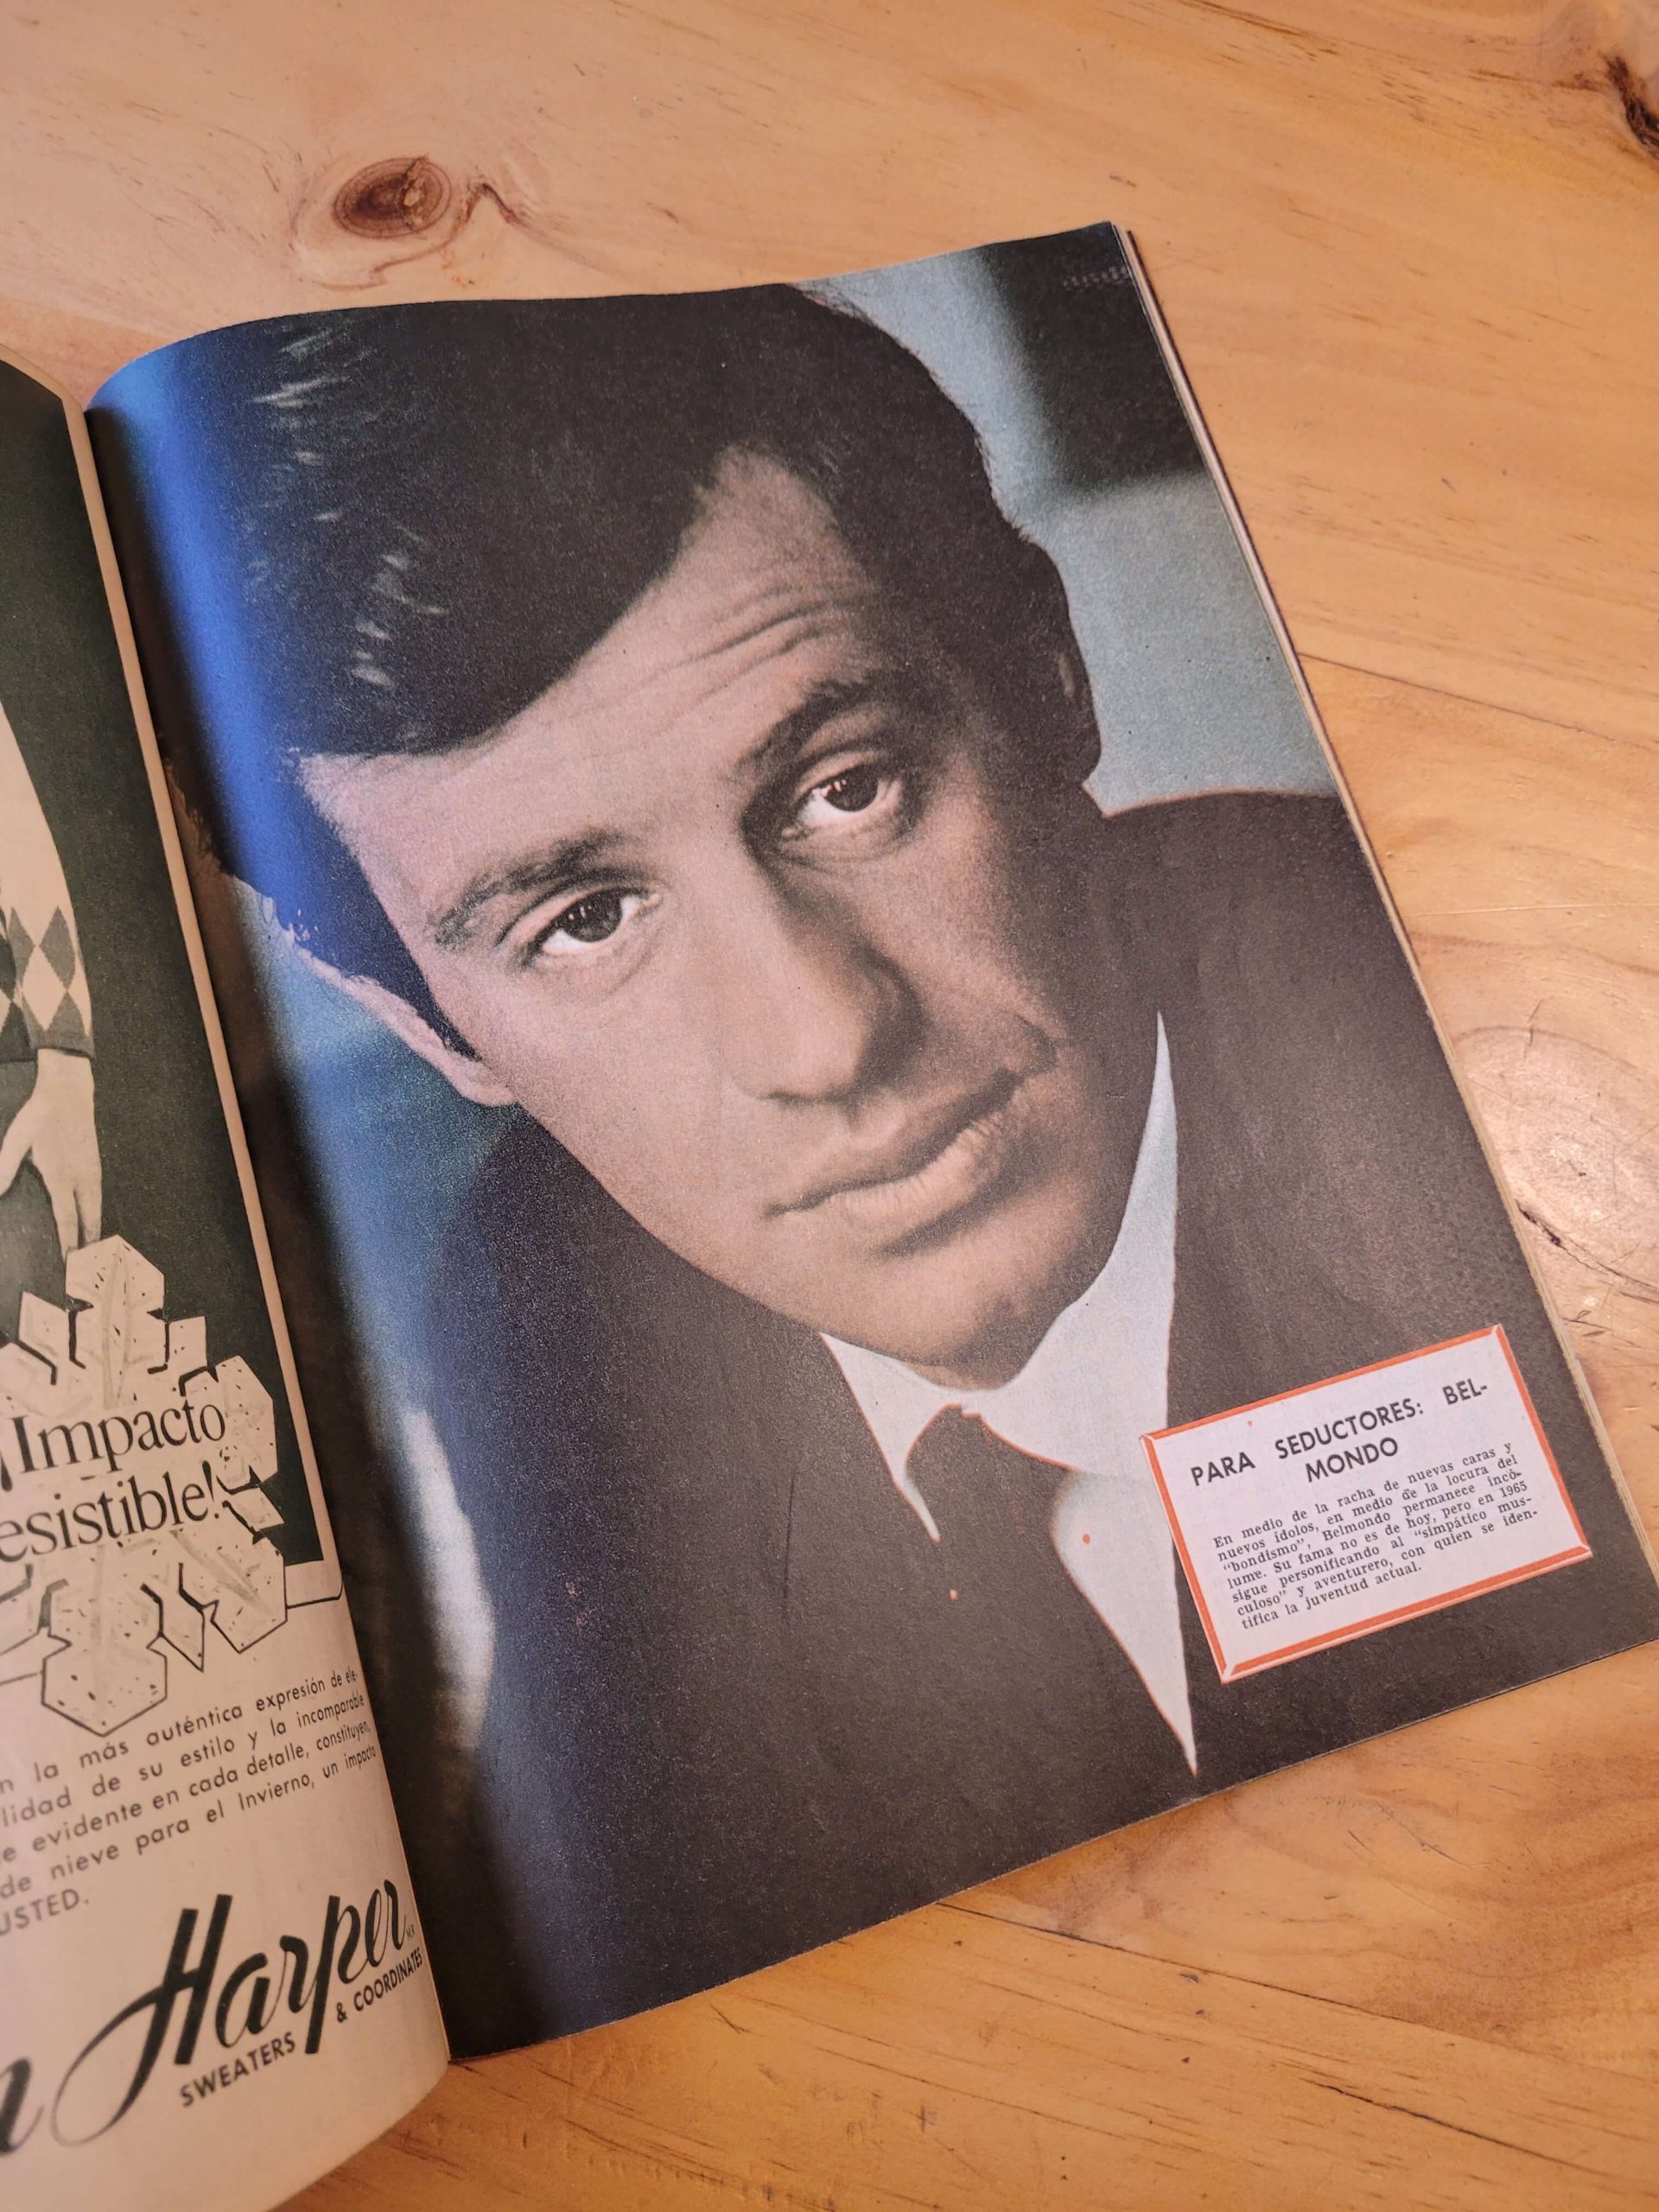 ¡Impacto
esistible!
n la más auténtica expresión de ele-
lidad de su estilo y la incomparable
e evidente en cada detalle, constituyen,
de nieve para el Invierno, un impacto
USTED.
Harper
M.R.
SWEATERS & COORDINATES
PARA SEDUCTORES: BEL-
MONDO
En medio de la racha de nuevas caras y
nuevos ídolos, en medio de la locura del
"bondismo", Belmondo permanece incó-
lume. Su fama no es de hoy, pero en 1965
sigue personificando al "simpático mus-
culoso" y aventurero, con quien se iden-
tifica la juventud actual.